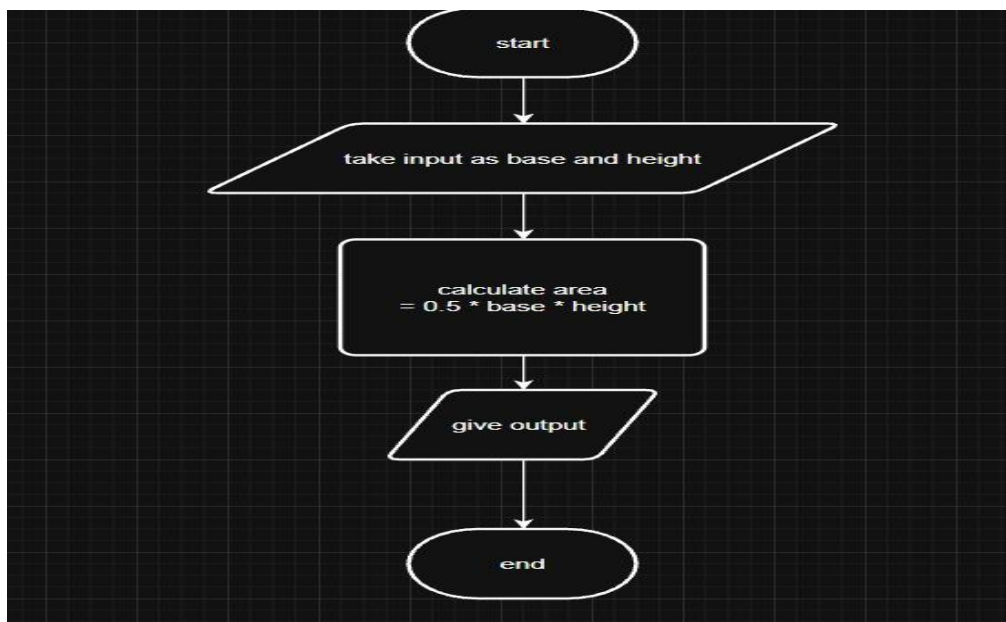 start
take input as base and height
calculate area
= 0.5 * base * height
give output
end